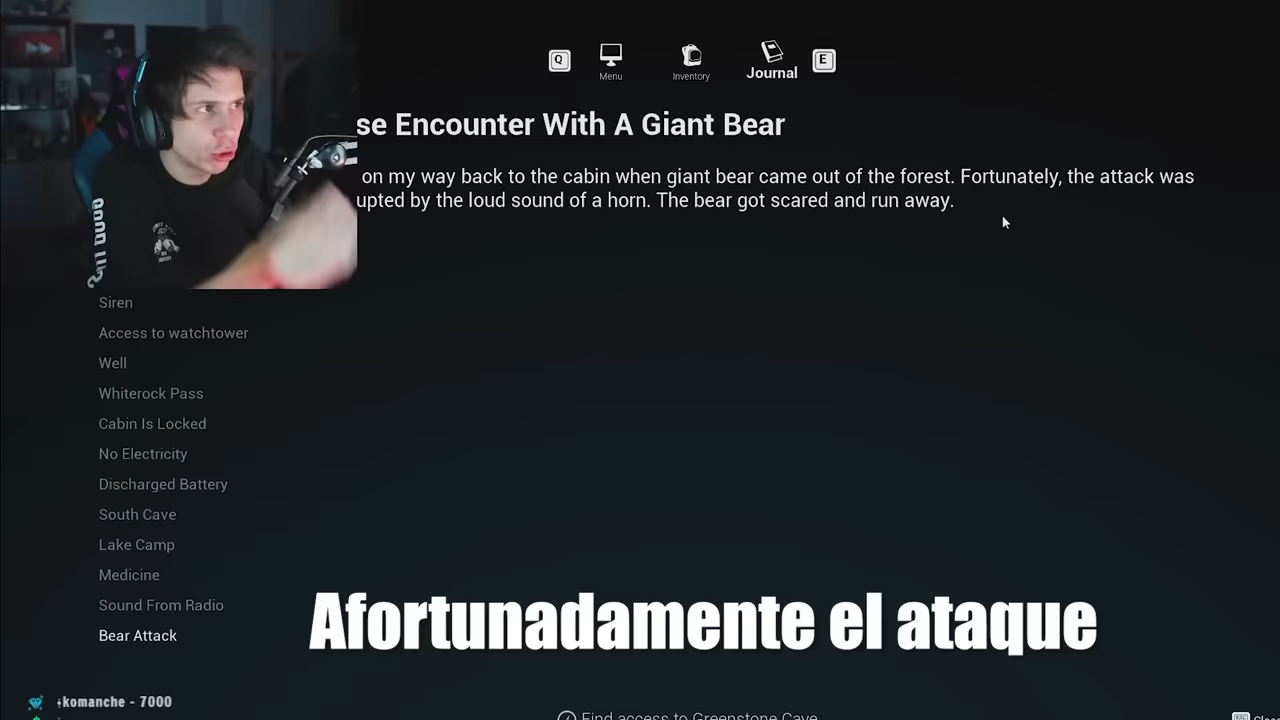 Q
Menu
Inventory
Journal
E
se Encounter With A Giant Bear
on my way back to the cabin when giant bear came out of the forest. Fortunately, the attack was
upted by the loud sound of a horn. The bear got scared and run away.
Siren
Access to watchtower
Well
Whiterock Pass
Cabin Is Locked
No Electricity
Discharged Battery
South Cave
Lake Camp
Medicine
Sound From Radio
Bear Attack
Afortunadamente el ataque
komanche - 7000
Find access to Greenstone Cave